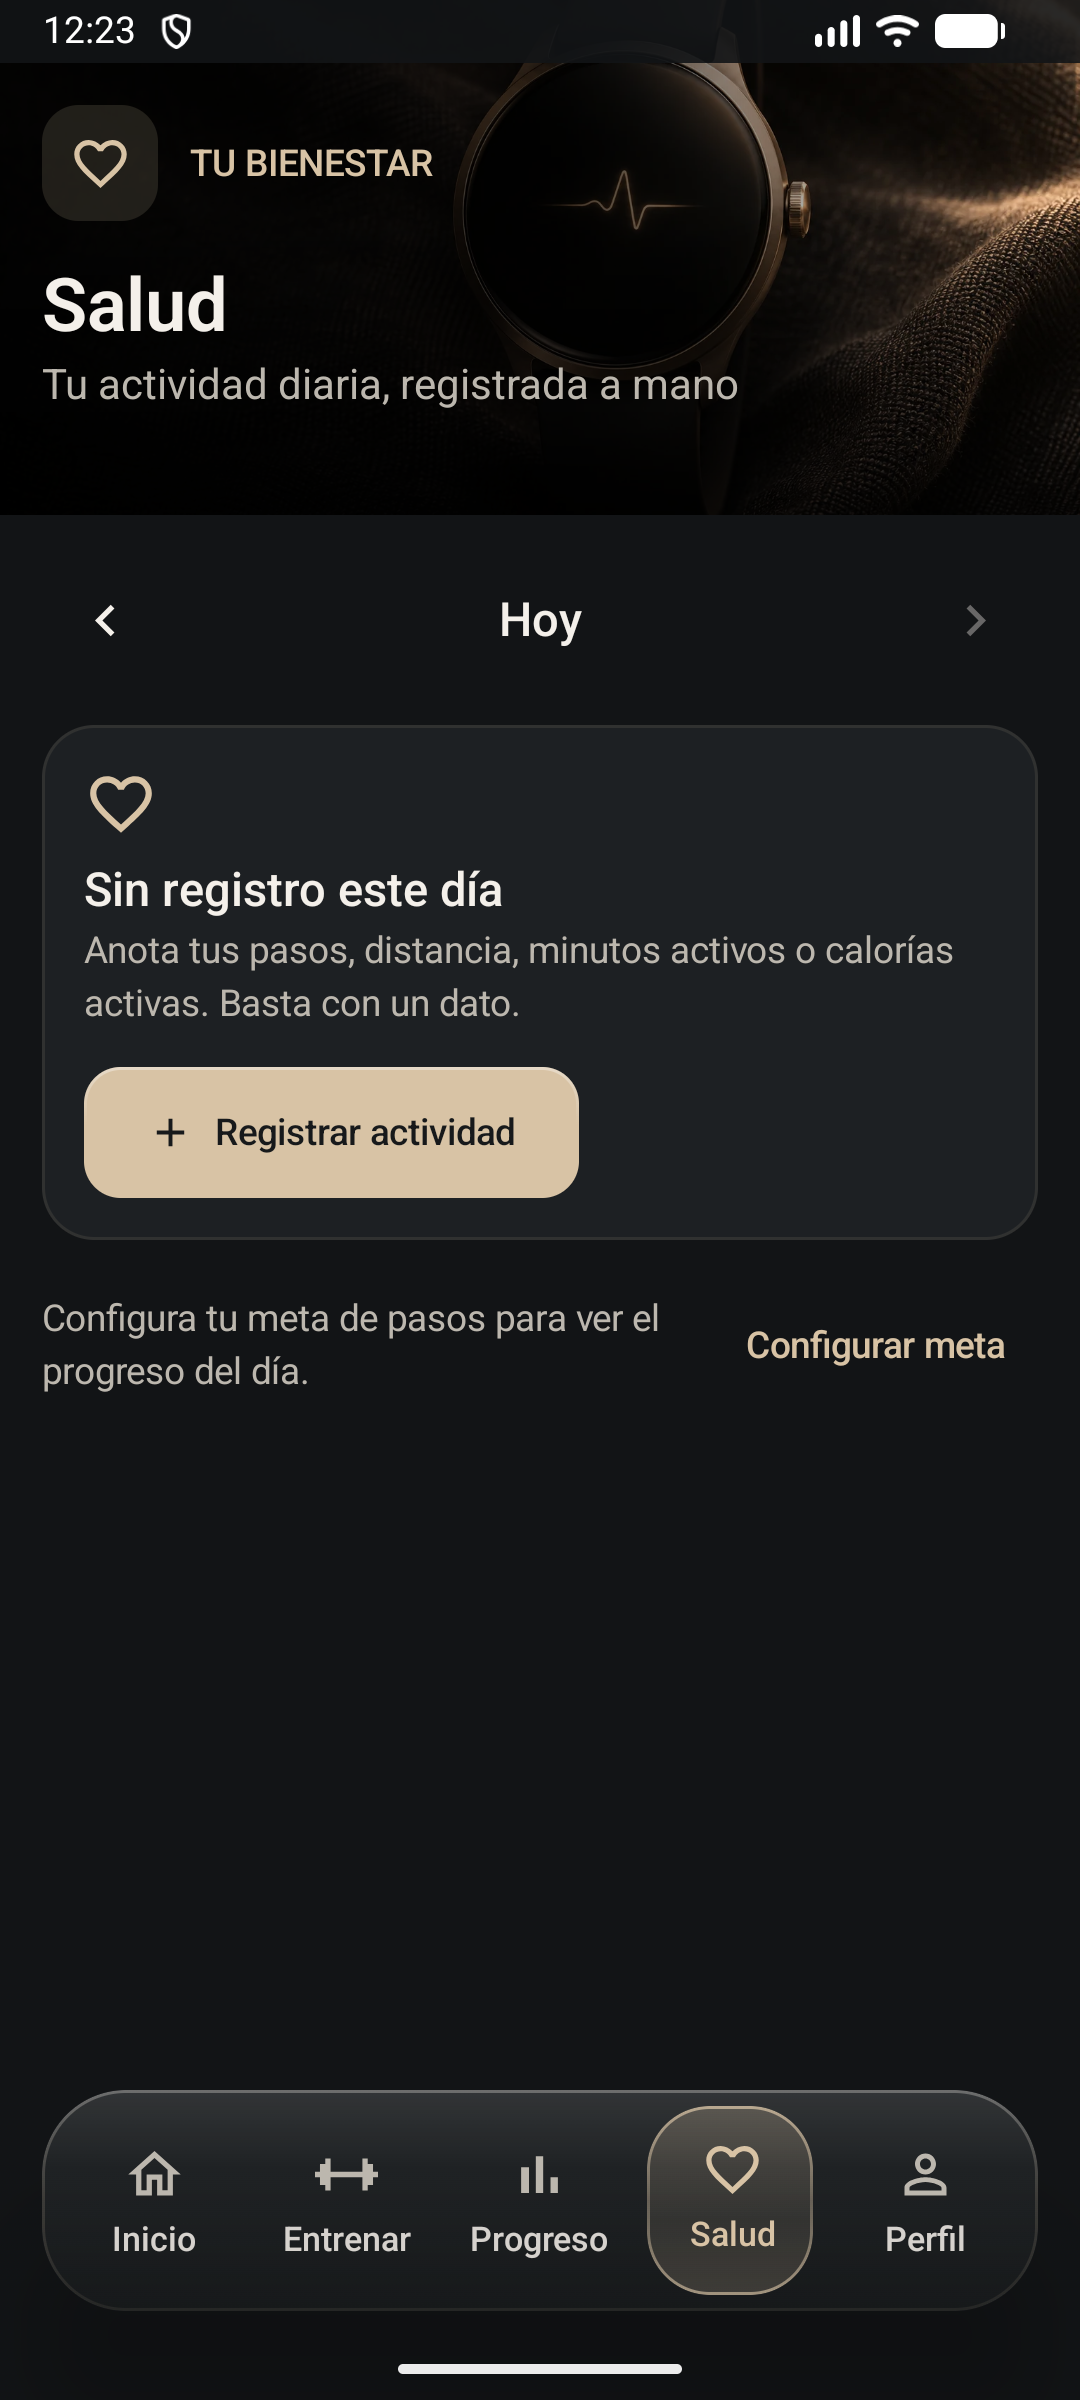 12:23
TU BIENESTAR
Salud
Tu actividad diaria, registrada a mano
Hoy
Sin registro este día
Anota tus pasos, distancia, minutos activos o calorías
activas. Basta con un dato.
Registrar actividad
Configura tu meta de pasos para ver el
progreso del día.
Configurar meta
Inicio
Entrenar
Progreso
Salud
Perfil